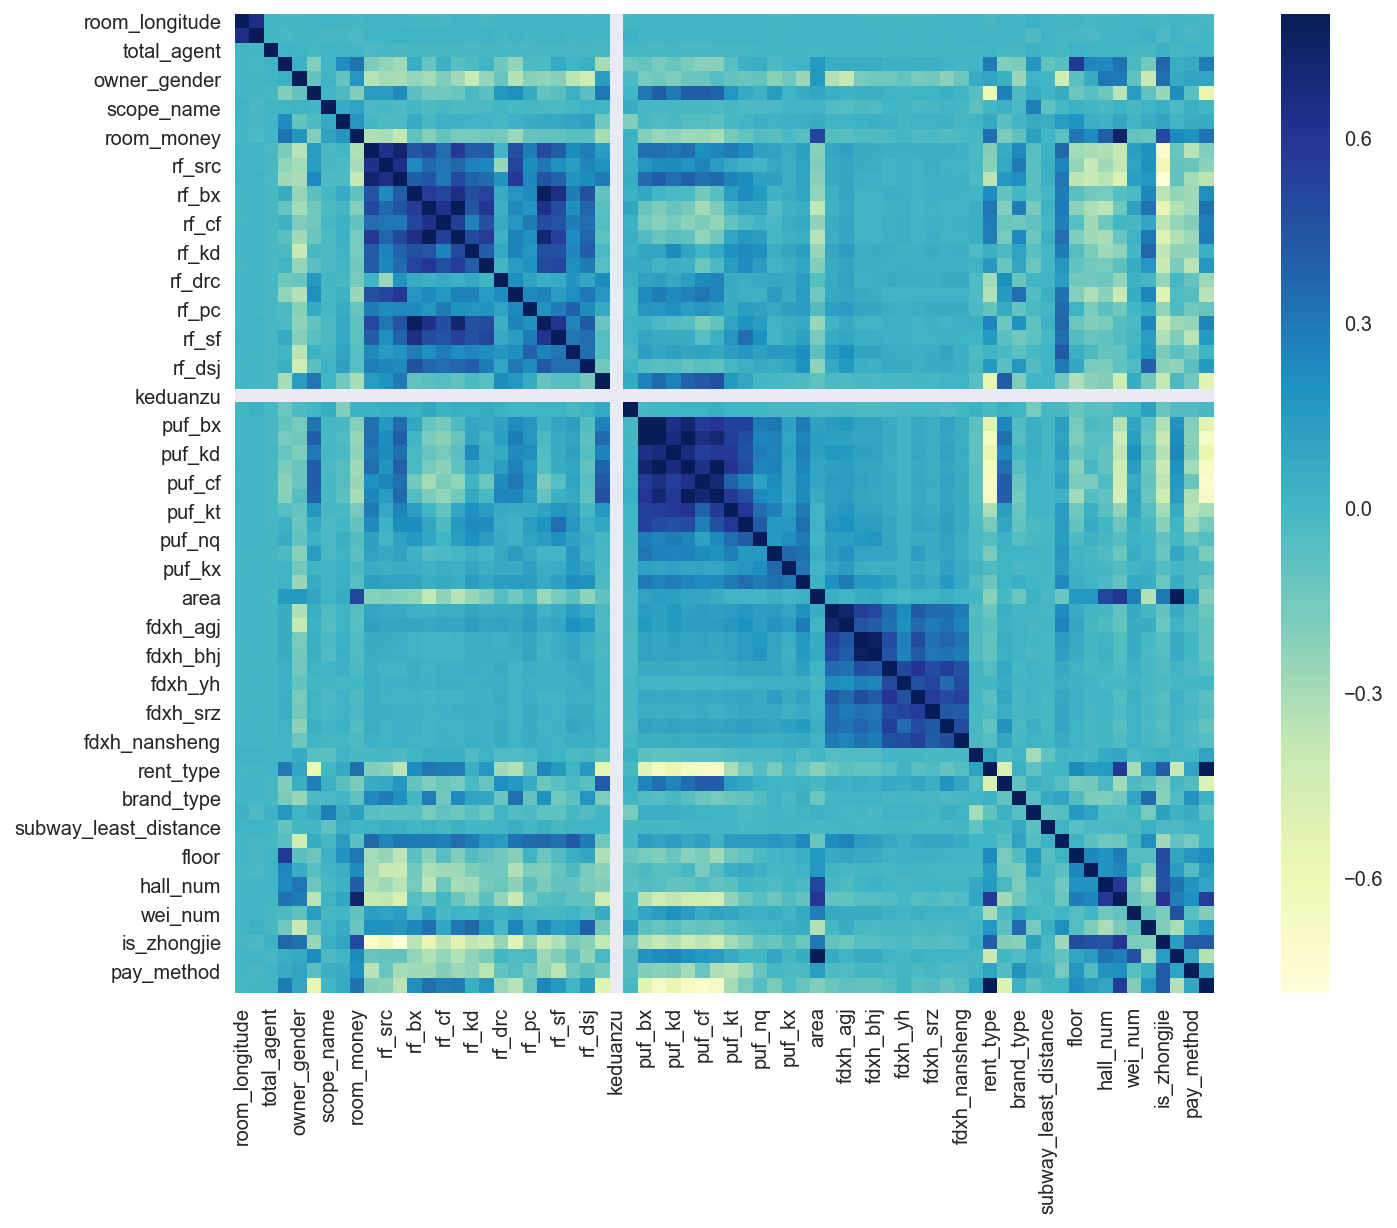 room_longitude
total_agent
owner_gender
scope_name
room_money
rf_src
rf_bx
rf_cf
rf_kd
rf_drc
rf_pc
rf_sf
rf_dsj
keduanzu
puf_bx
puf_kd
puf_cf
puf_kt
puf_nq
puf_kx
area
fdxh_agj
fdxh_bhj
fdxh_yh
fdxh_srz
fdxh_nansheng
rent_type
brand_type
subway_least_distance
floor
hall_num
wei_num
is_zhongjie
pay_method
room_longitude
total_agent
owner_gender
scope_name
room_money
rf_src
rf_bx
rf_cf
rf_kd
rf_drc
rf_pc
rf_sf
rf_dsj
keduanzu
puf_bx
puf_kd
puf_cf
puf_kt
puf_nq
puf_kx
area
fdxh_agj
fdxh_bhj
fdxh_yh
fdxh_srz
fdxh_nansheng
rent_type
brand_type
subway_least_distance
floor
hall_num
wei_num
is_zhongjie
pay_method
0.6
0.3
0.0
−0.3
−0.6